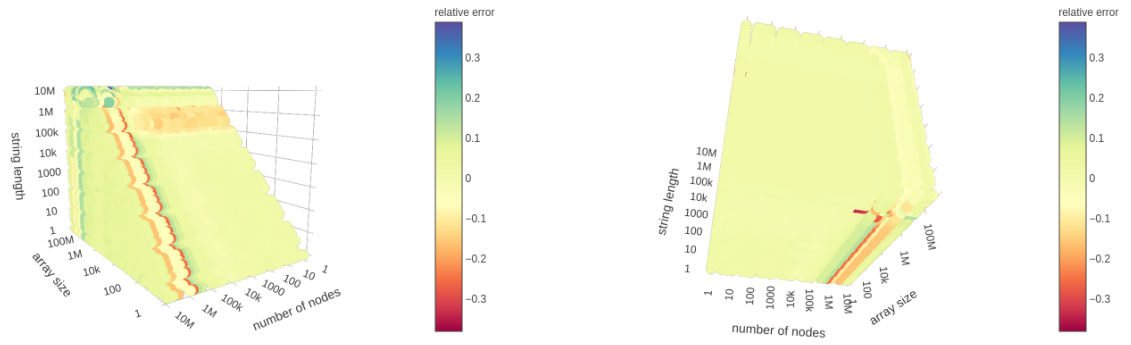 relative error
0.3
0.2
0.1
0
−0.1
−0.2
−0.3
10M
1M
100k
10k
1000
100
10
1
string length
100M
1M
10k
100
1
array size
10M
1M
100k
10k
1000
100
10
1
number of nodes
relative error
0.3
0.2
0.1
0
−0.1
−0.2
−0.3
10M
1M
100k
10k
1000
100
10
1
string length
1
10
100
1000
10k
100k
1M
10M
number of nodes
100
10k
1M
100M
array size